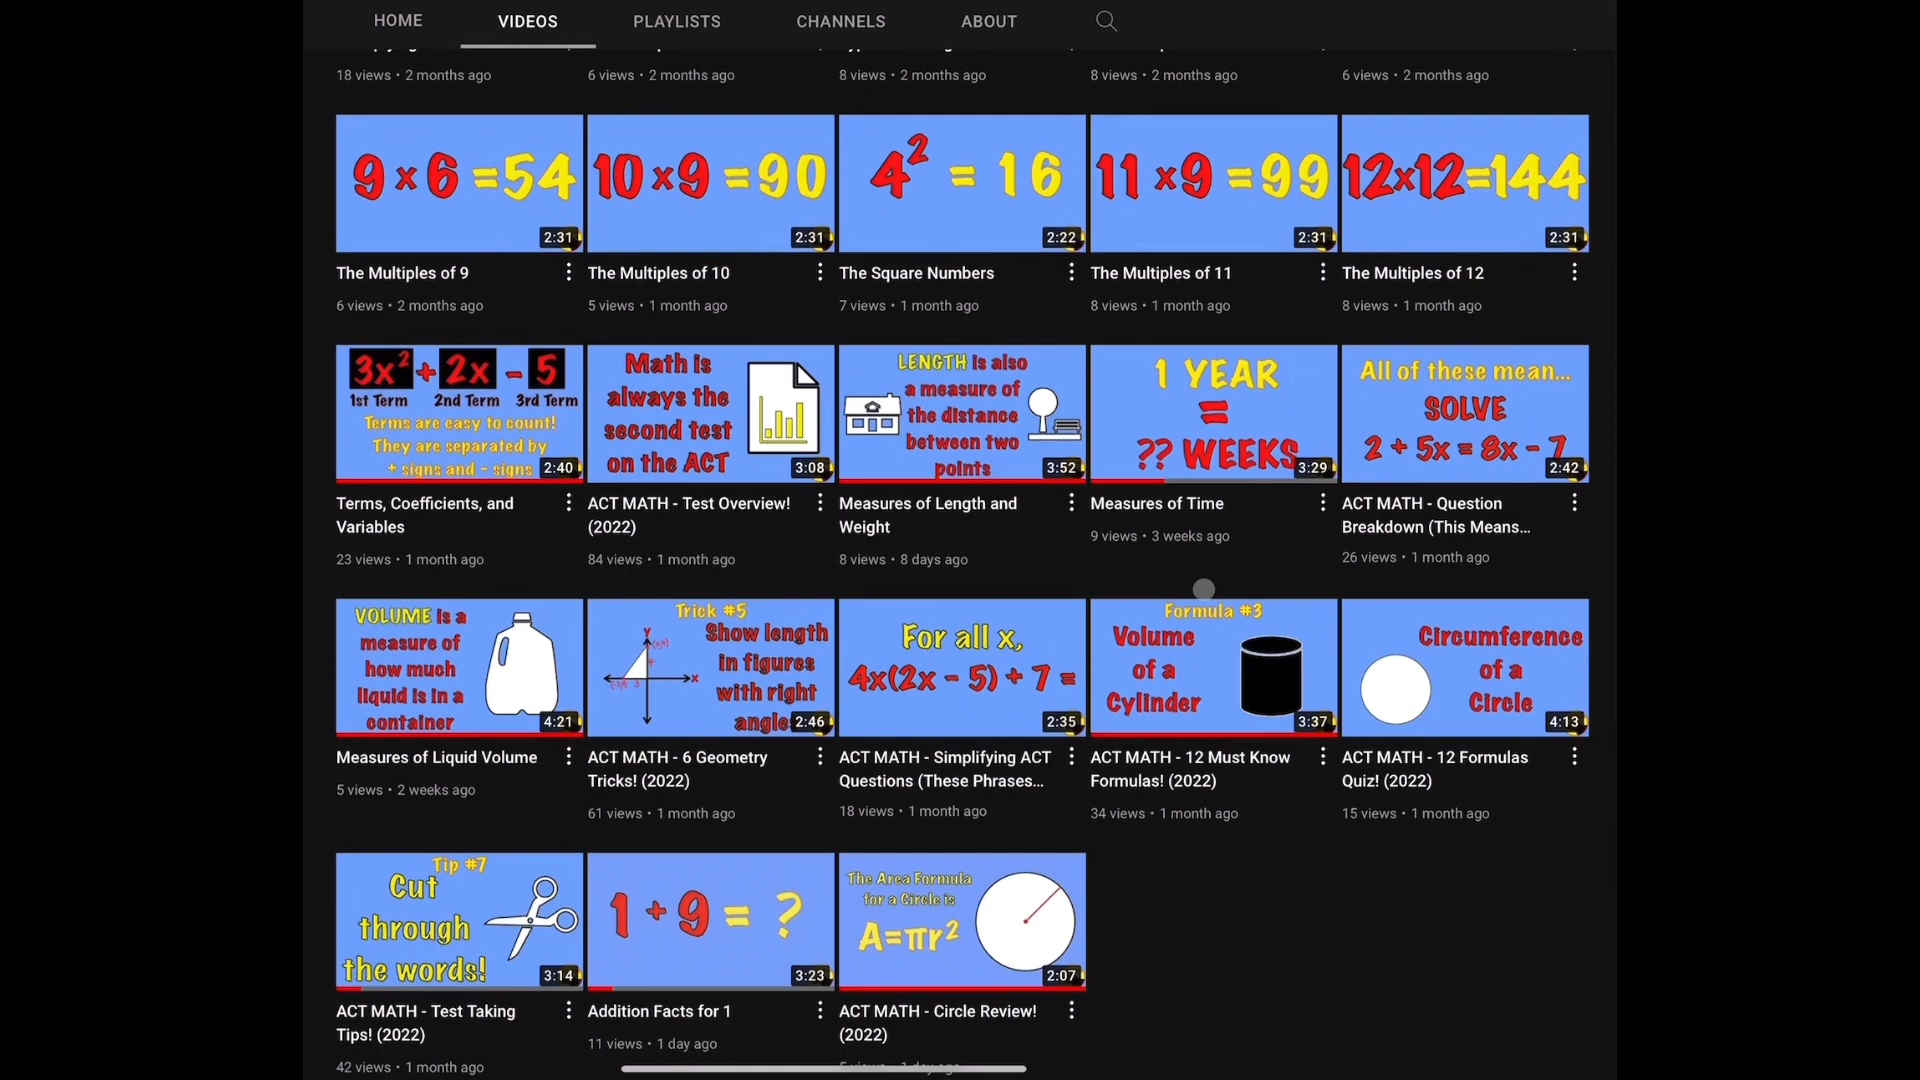 HOME VIDEOS PLAYLISTS CHANNELS ABOUT
18 views • 2 months ago
6 views • 2 months ago
8 views • 2 months ago
8 views • 2 months ago
6 views • 2 months ago
9 x 6 = 54
2:31
10 x 9 = 90
2:31
4² = 16
2:22
11 x 9 = 99
2:31
12x12=144
2:31
The Multiples of 9
6 views • 2 months ago
The Multiples of 10
5 views • 1 month ago
The Square Numbers
7 views • 1 month ago
The Multiples of 11
8 views • 1 month ago
The Multiples of 12
8 views • 1 month ago
3x² + 2x - 5
1st Term 2nd Term 3rd Term
Terms are easy to count!
They are separated by
+ signs and - signs
2:40
Math is
always the
second test
on the ACT
3:08
LENGTH is also
a measure of
the distance
between two
points
3:52
1 YEAR
=
?? WEEKS
3:29
All of these mean...
SOLVE
2 + 5x = 8x - 7
2:42
Terms, Coefficients, and
Variables
23 views • 1 month ago
ACT MATH - Test Overview!
(2022)
84 views • 1 month ago
Measures of Length and
Weight
8 views • 8 days ago
Measures of Time
9 views • 3 weeks ago
ACT MATH - Question
Breakdown (This Means...
26 views • 1 month ago
VOLUME is a
measure of
how much
liquid is in a
container
4:21
Trick #5
Show length
in figures
with right
angles
y
x
3
2:46
For all x,
4x(2x - 5) + 7 =
2:35
Formula #3
Volume
of a
Cylinder
3:37
Circumference
of a
Circle
4:13
Measures of Liquid Volume
5 views • 2 weeks ago
ACT MATH - 6 Geometry
Tricks! (2022)
61 views • 1 month ago
ACT MATH - Simplifying ACT
Questions (These Phrases...
18 views • 1 month ago
ACT MATH - 12 Must Know
Formulas! (2022)
34 views • 1 month ago
ACT MATH - 12 Formulas
Quiz! (2022)
15 views • 1 month ago
Tip #7
Cut
through
the words!
3:14
1 + 9 = ?
3:23
The Area Formula
for a Circle is
A=πr²
2:07
ACT MATH - Test Taking
Tips! (2022)
42 views • 1 month ago
Addition Facts for 1
11 views • 1 day ago
ACT MATH - Circle Review!
(2022)
5 views • 1 day ago